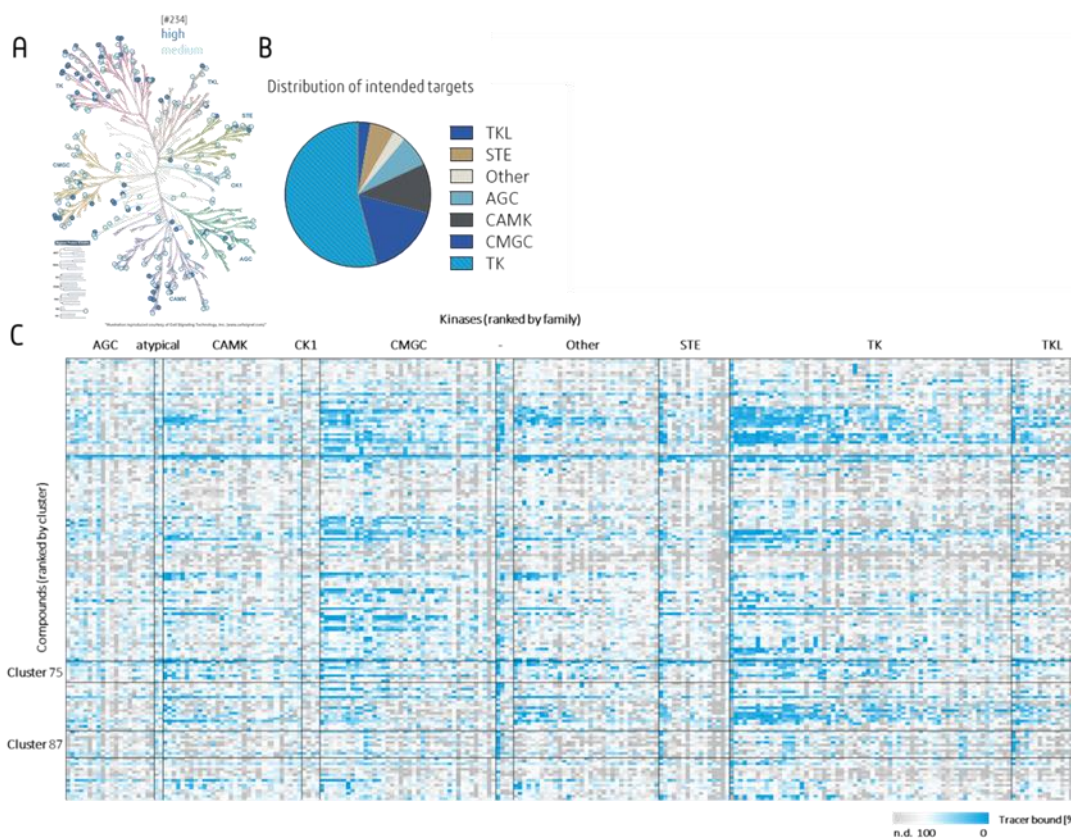 [#234]
high
medium
A
B
TK
TKL
STE
CMGC
CK1
AGC
CAMK
Distribution of intended targets
TKL
STE
Other
AGC
CAMK
CMGC
TK
Kinases (ranked by family)
C
AGC atypical CAMK CK1 CMGC - Other STE TK TKL
Compounds (ranked by cluster)
Cluster 75
Cluster 87
n.d. 100 0 Tracer bound [%